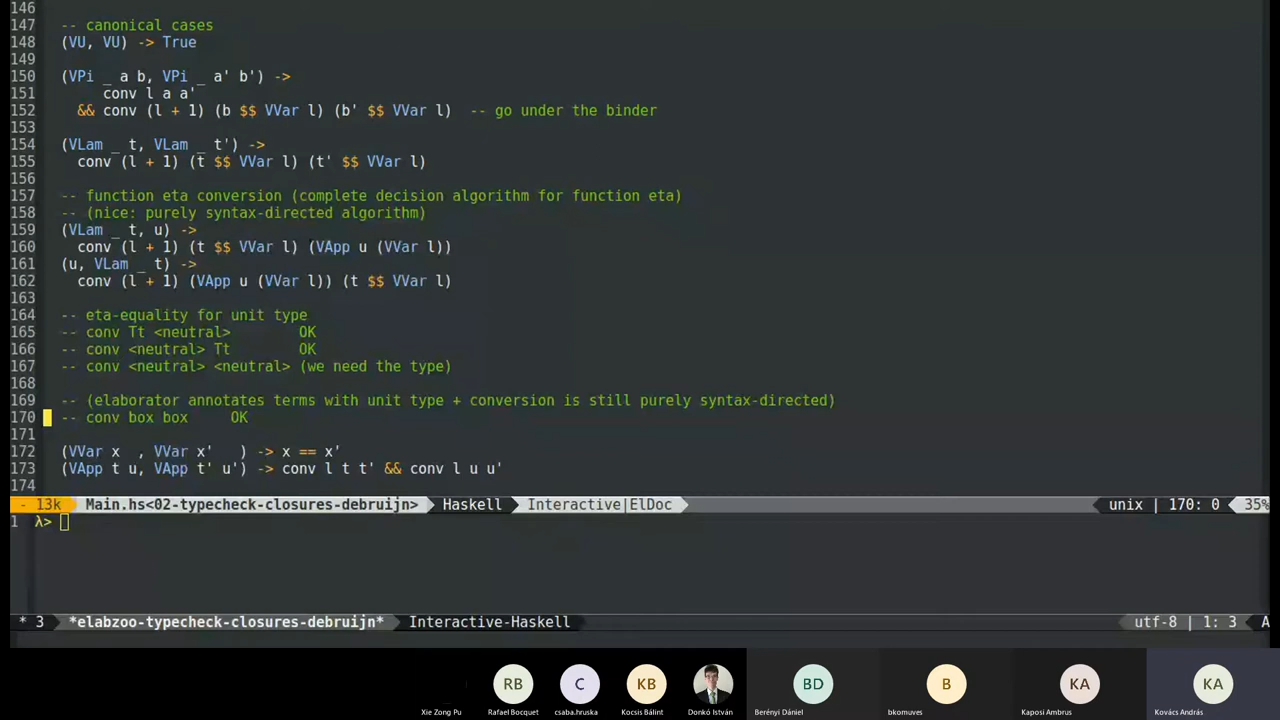 146
147 -- canonical cases
148 (VU, VU) -> True
149
150 (VPi _ a b, VPi _ a' b') ->
151 conv l a a'
152 && conv (l + 1) (b $$ VVar l) (b' $$ VVar l) -- go under the binder
153
154 (VLam _ t, VLam _ t') ->
155 conv (l + 1) (t $$ VVar l) (t' $$ VVar l)
156
157 -- function eta conversion (complete decision algorithm for function eta)
158 -- (nice: purely syntax-directed algorithm)
159 (VLam _ t, u) ->
160 conv (l + 1) (t $$ VVar l) (VApp u (VVar l))
161 (u, VLam _ t) ->
162 conv (l + 1) (VApp u (VVar l)) (t $$ VVar l)
163
164 -- eta-equality for unit type
165 -- conv Tt <neutral> OK
166 -- conv <neutral> Tt OK
167 -- conv <neutral> <neutral> (we need the type)
168
169 -- (elaborator annotates terms with unit type + conversion is still purely syntax-directed)
170 -- conv box box OK
171
172 (VVar x , VVar x' ) -> x == x'
173 (VApp t u, VApp t' u') -> conv l t t' && conv l u u'
174
- 13k Main.hs<02-typecheck-closures-debruijn> Haskell Interactive|ElDoc unix | 170: 0 35%
1 λ>
* 3 *elabzoo-typecheck-closures-debruijn* Interactive-Haskell utf-8 | 1: 3 A
RB C KB BD B KA KA
Xie Zong Pu Rafael Bocquet csaba.hruska Kocsis Bálint Donkó István Berényi Dániel bkomuves Kaposi Ambrus Kovács András